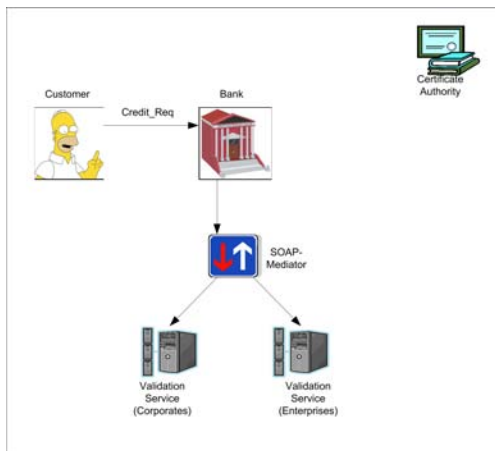 Certificate
Authority
Customer
Bank
Credit_Req
SOAP-
Mediator
Validation
Service
(Corporates)
Validation
Service
(Enterprises)